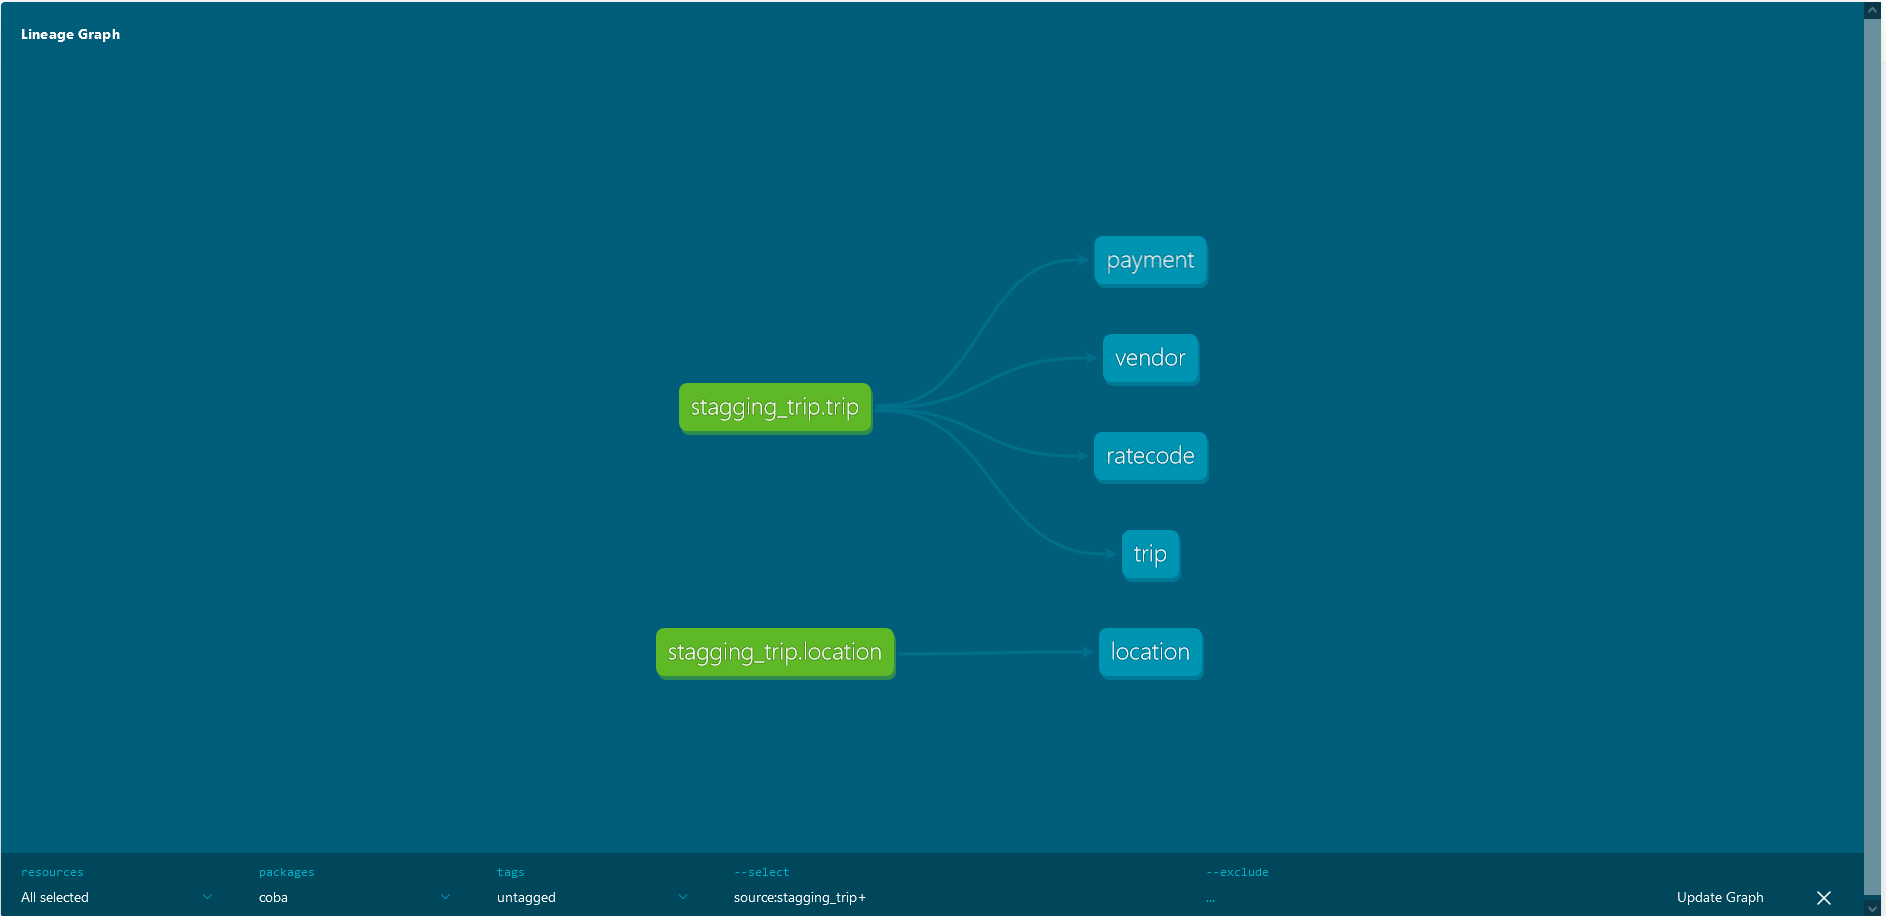 Lineage Graph
payment
vendor
stagging_trip.trip
ratecode
trip
stagging_trip.location
location
resources
packages
tags
--select
--exclude
All selected
coba
untagged
source:stagging_trip+
...
Update Graph